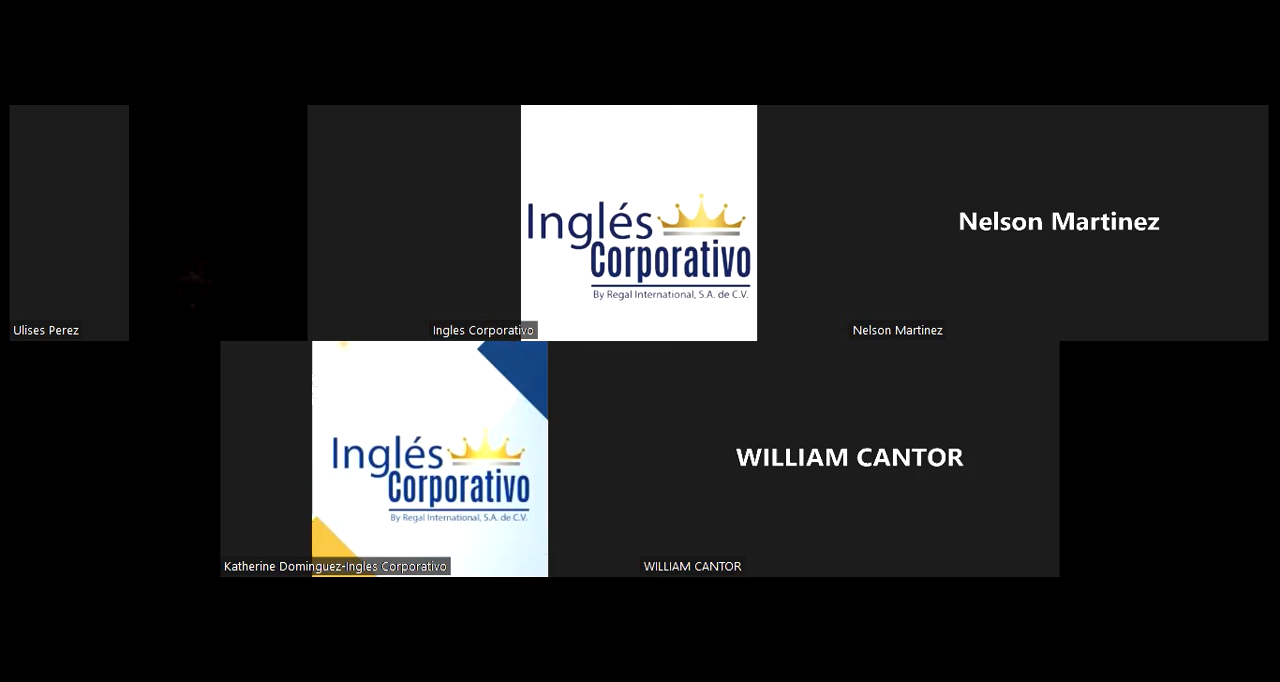 Inglés
Corporativo
By Regal International, S.A. de C.V.
Nelson Martinez
Ulises Perez
Ingles Corporativo
Nelson Martinez
Inglés
Corporativo
By Regal International, S.A. de C.V.
WILLIAM CANTOR
Katherine Dominguez-Ingles Corporativo
WILLIAM CANTOR